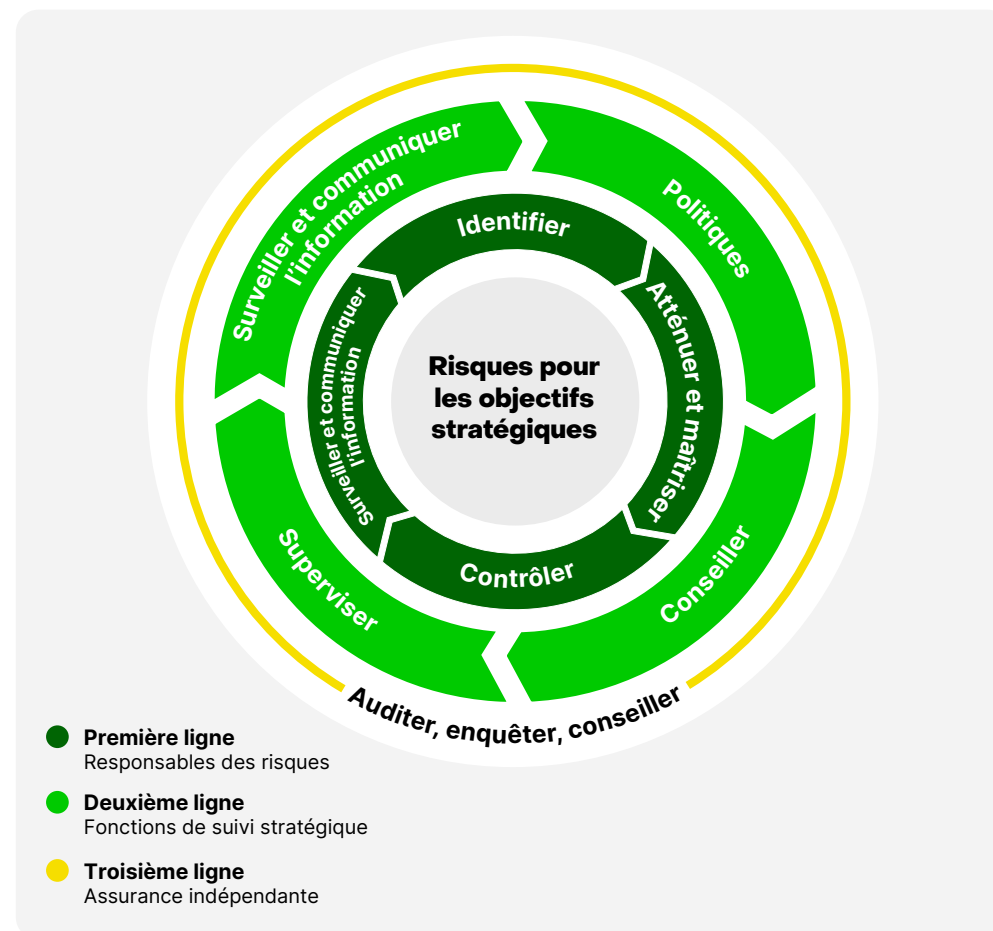 Surveiller et communiquer
l'information
Politiques
Conseiller
Superviser
Identifier
Atténuer et maîtriser
Contrôler
Surveiller et communiquer
l'information
Risques pour
les objectifs
stratégiques
Auditer, enquêter, conseiller
Première ligne
Responsables des risques
Deuxième ligne
Fonctions de suivi stratégique
Troisième ligne
Assurance indépendante